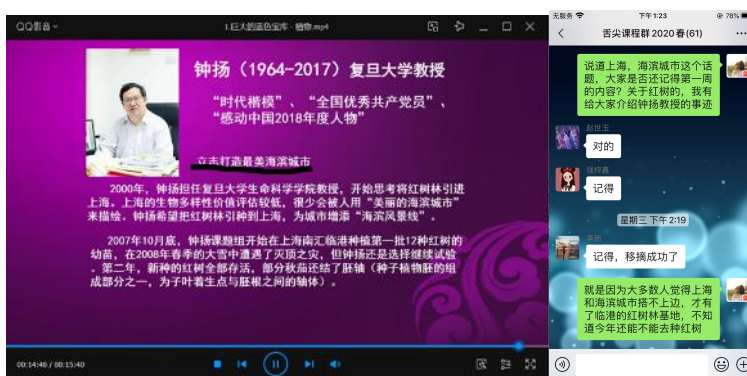 QQ影音
1.巨大的蓝色宝库 - 植物.mp4
钟扬（1964-2017）复旦大学教授
“时代楷模”、“全国优秀共产党员”、
“感动中国2018年度人物”
立志打造最美海滨城市
2000年，钟扬担任复旦大学生命科学学院教授，开始思考将红树林引进
上海。上海的生物多样性价值评估较低，很少会被人用“美丽的海滨城市”
来描绘。钟扬希望把红树林引种到上海，为城市增添“海滨风景线”。
2007年10月底，钟扬课题组开始在上海南汇临港种植第一批12种红树的
幼苗，在2008年春季的大雪中遭遇了灭顶之灾，但钟扬还是选择继续试验
。第二年，新种的红树全部存活，部分秋茄还结了胚轴（种子植物胚的组
成部分之一，为子叶着生点与胚根之间的轴体）。
00:14:46 / 00:15:40
无服务
下午1:23
78%
舌尖课程群2020春(61)
说道上海，海滨城市这个话
题，大家是否还记得第一周
的内容？关于红树的，我有
给大家介绍钟扬教授的事迹
赵世玉
对的
记得
星期三 下午 2:19
记得，移摘成功了
就是因为大多数人觉得上海
和海滨城市搭不上边，才有
了临港的红树林基地，不知
道今年还能不能去种红树